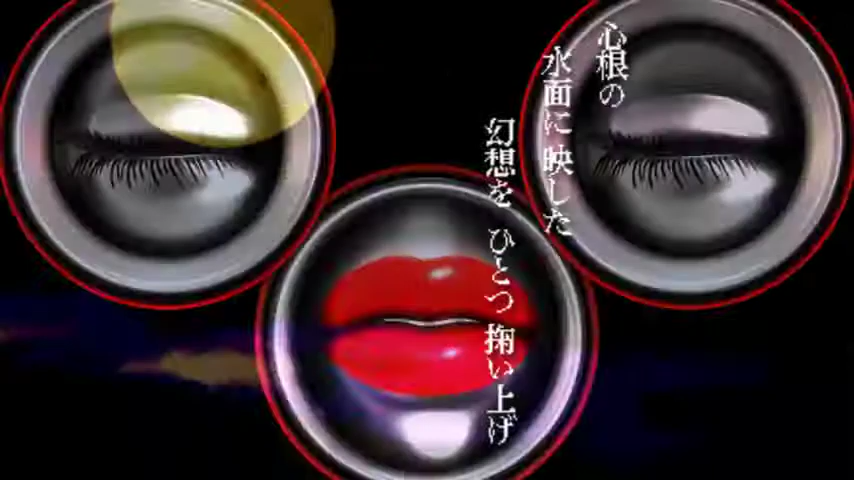 心根の
水面に 映した
幻想を ひとつ 掬い上げ